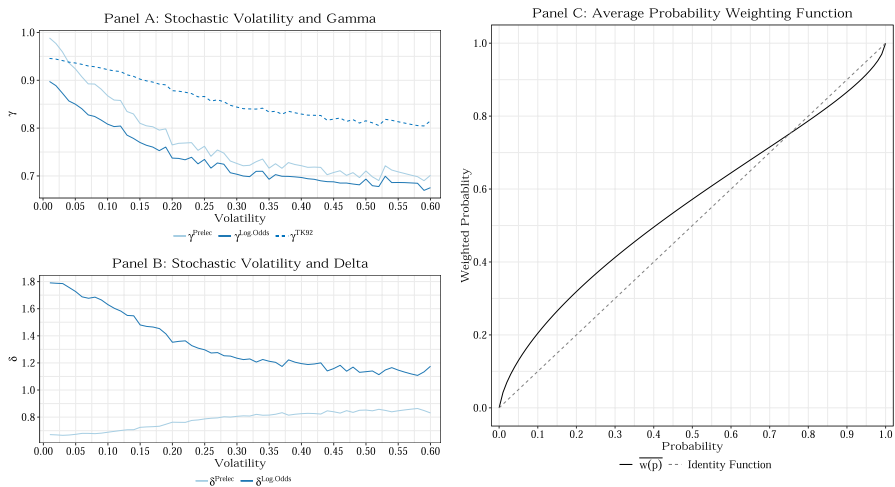 Panel A: Stochastic Volatility and Gamma
1.0
0.9
0.8
0.7
γ
0.00 0.05 0.10 0.15 0.20 0.25 0.30 0.35 0.40 0.45 0.50 0.55 0.60
Volatility
γPrelec γLog.Odds γTK92
Panel B: Stochastic Volatility and Delta
1.8
1.6
1.4
1.2
1.0
0.8
δ
0.00 0.05 0.10 0.15 0.20 0.25 0.30 0.35 0.40 0.45 0.50 0.55 0.60
Volatility
δPrelec δLog.Odds
Panel C: Average Probability Weighting Function
1.0
0.8
0.6
0.4
0.2
0.0
Weighted Probability
0.0 0.1 0.2 0.3 0.4 0.5 0.6 0.7 0.8 0.9 1.0
Probability
w(p) Identity Function